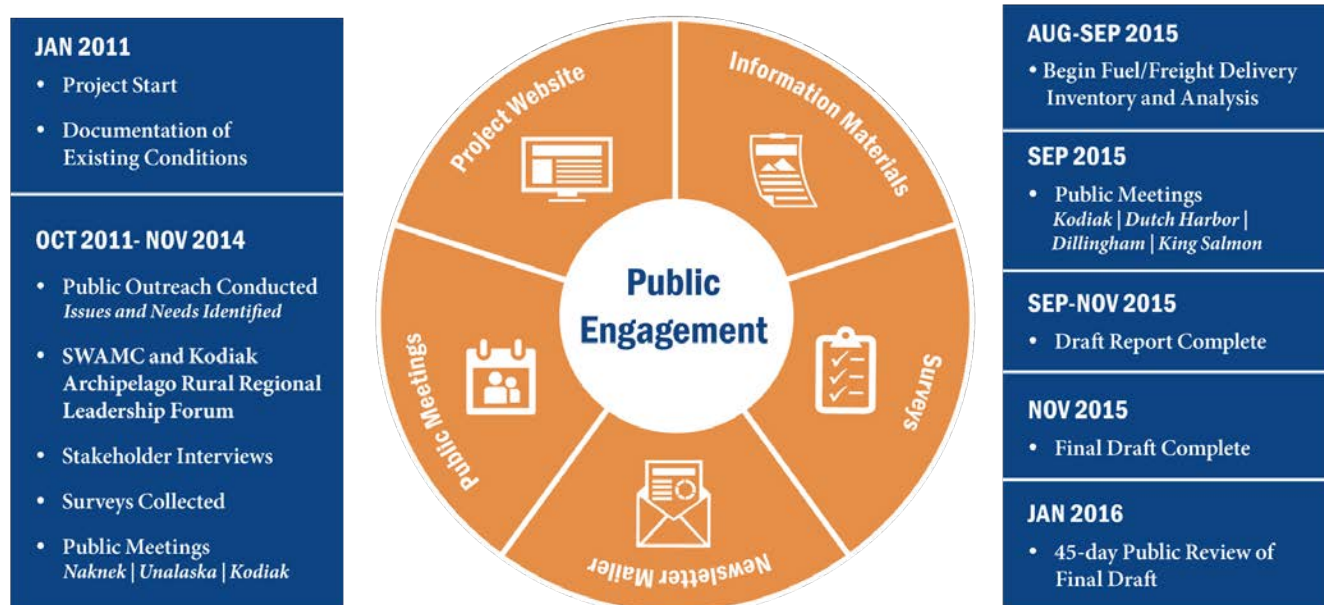 JAN 2011
• Project Start
• Documentation of
Existing Conditions
OCT 2011- NOV 2014
• Public Outreach Conducted
Issues and Needs Identified
• SWAMC and Kodiak
Archipelago Rural Regional
Leadership Forum
• Stakeholder Interviews
• Surveys Collected
• Public Meetings
Naknek | Unalaska | Kodiak
Project Website
Information Materials
Public
Engagement
Public Meetings
Surveys
Newsletter Mailer
AUG-SEP 2015
• Begin Fuel/Freight Delivery
Inventory and Analysis
SEP 2015
• Public Meetings
Kodiak | Dutch Harbor |
Dillingham | King Salmon
SEP-NOV 2015
• Draft Report Complete
NOV 2015
• Final Draft Complete
JAN 2016
• 45-day Public Review of
Final Draft